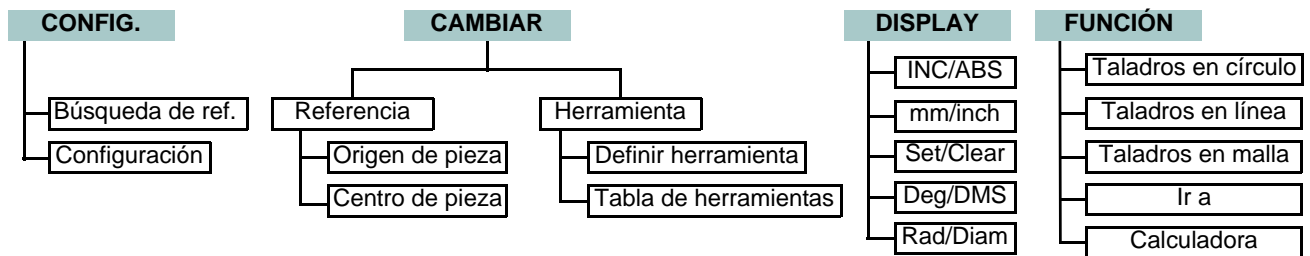 CONFIG.
Búsqueda de ref.
Configuración
CAMBIAR
Referencia
Origen de pieza
Centro de pieza
Herramienta
Definir herramienta
Tabla de herramientas
DISPLAY
INC/ABS
mm/inch
Set/Clear
Deg/DMS
Rad/Diam
FUNCIÓN
Taladros en círculo
Taladros en línea
Taladros en malla
Ir a
Calculadora